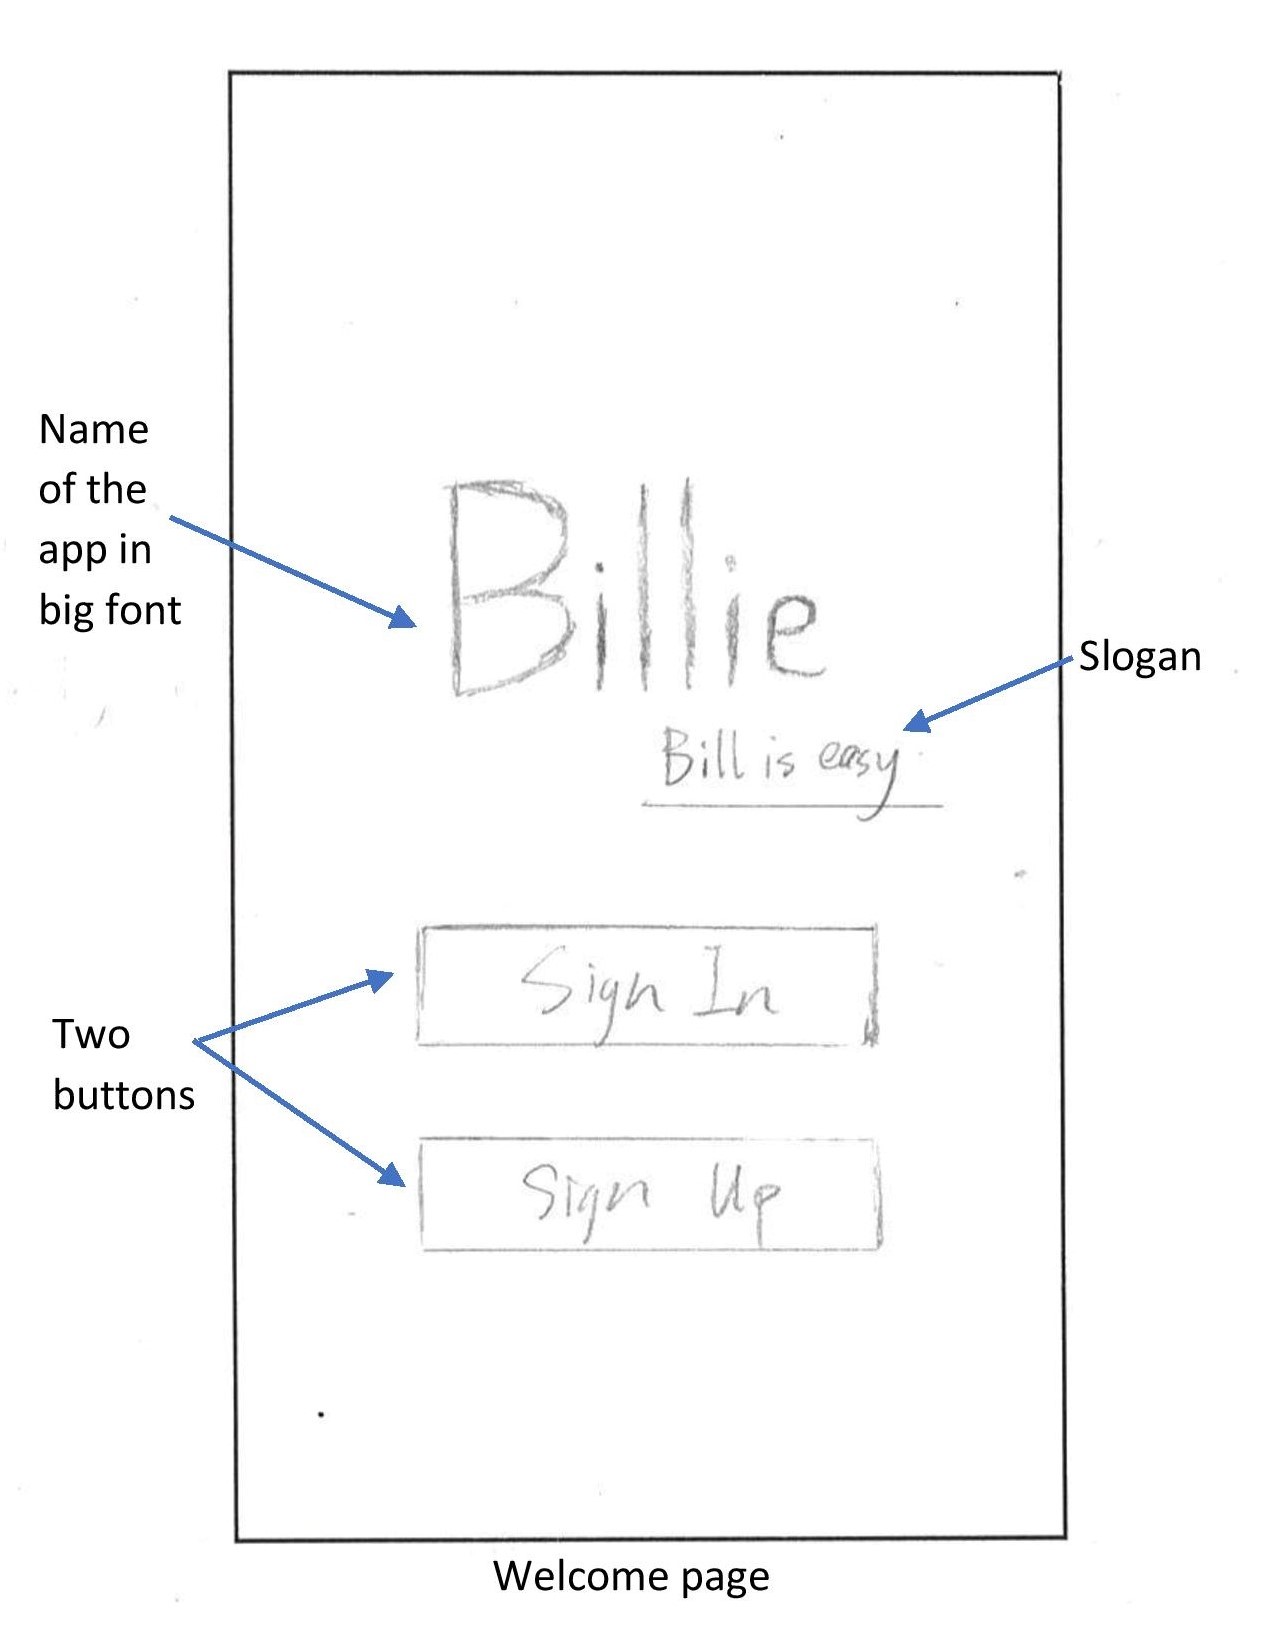 Name
of the
app in
big font
Billie
Slogan
Bill is easy
Sign In
Two
buttons
Sign Up
Welcome page